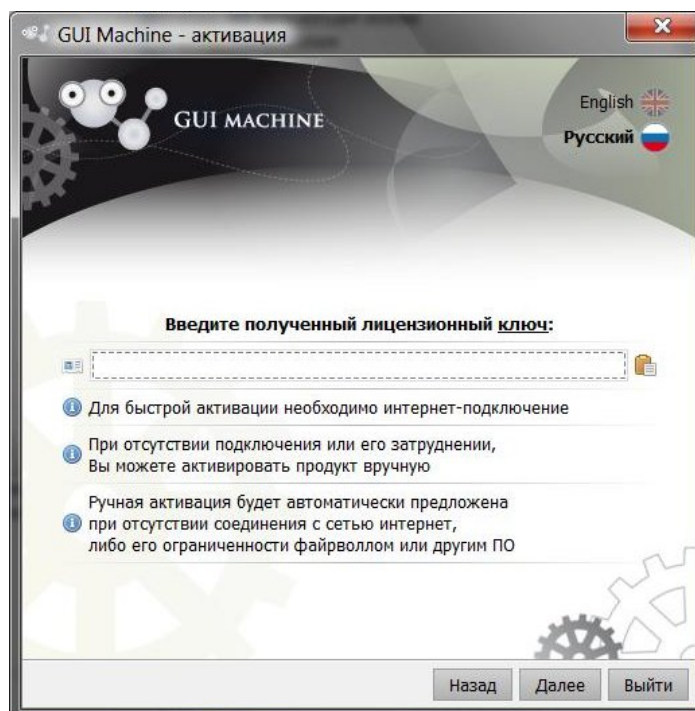 GUI Machine - активация
GUI MACHINE
English
Русский
Введите полученный лицензионный ключ:
Для быстрой активации необходимо интернет-подключение
При отсутствии подключения или его затруднении,
Вы можете активировать продукт вручную
Ручная активация будет автоматически предложена
при отсутствии соединения с сетью интернет,
либо его ограниченности файрволлом или другим ПО
Назад
Далее
Выйти